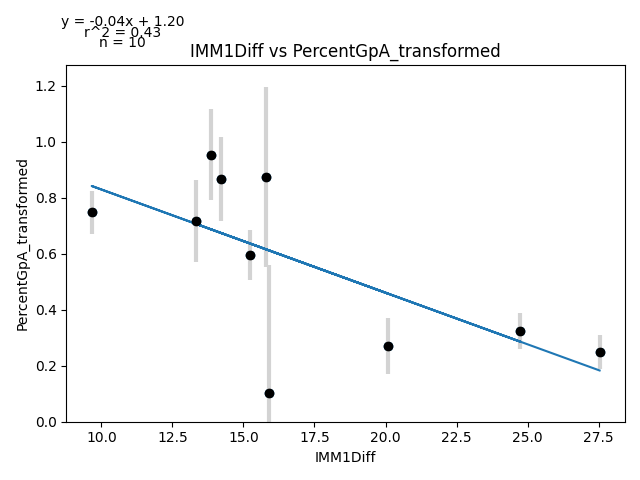 y = -0.04x + 1.20
r^2 = 0.43
n = 10
IMM1Diff vs PercentGpA_transformed
1.2
1.0
0.8
0.6
0.4
0.2
0.0
PercentGpA_transformed
10.0 12.5 15.0 17.5 20.0 22.5 25.0 27.5
IMM1Diff